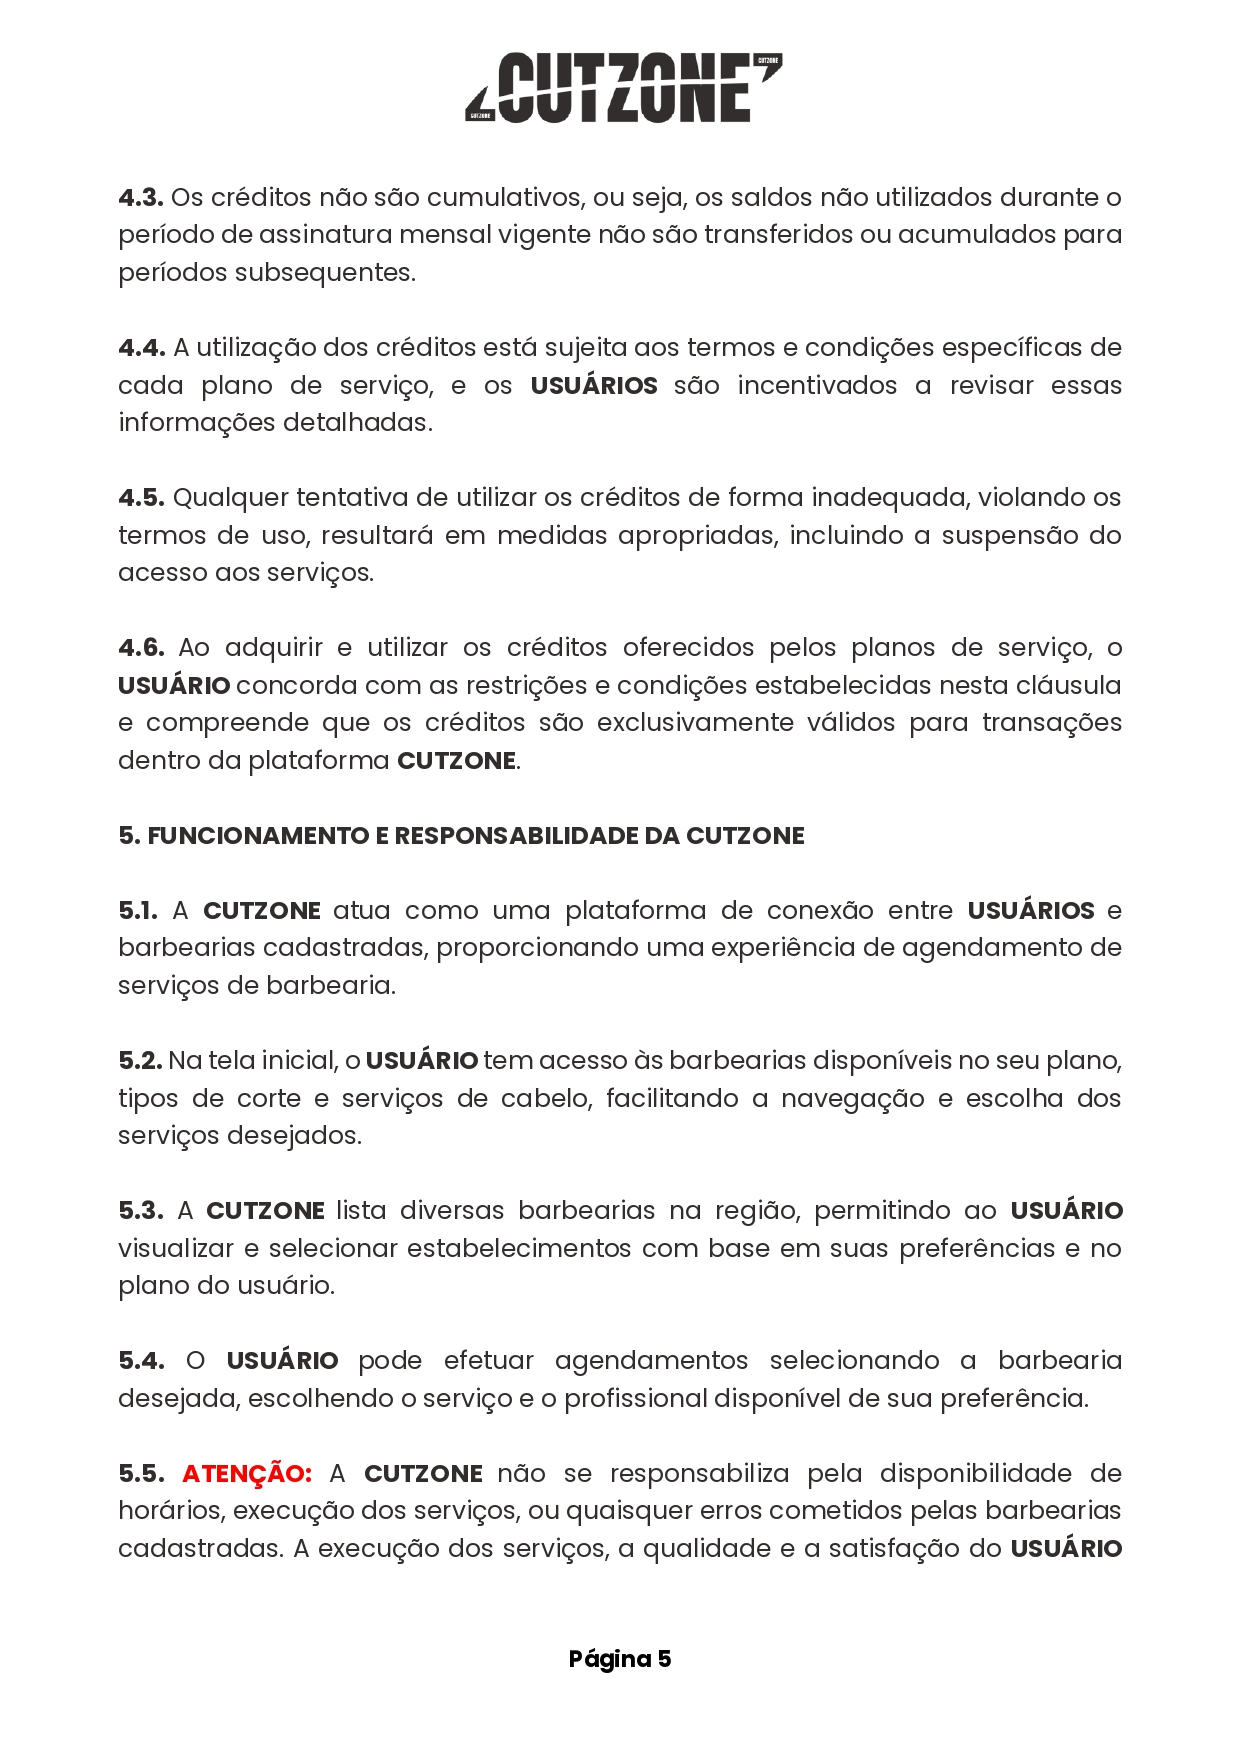 CUTZONE
CUTZONE
CUTZONE
4.3. Os créditos não são cumulativos, ou seja, os saldos não utilizados durante o
período de assinatura mensal vigente não são transferidos ou acumulados para
períodos subsequentes.
4.4. A utilização dos créditos está sujeita aos termos e condições específicas de
cada plano de serviço, e os USUÁRIOS são incentivados a revisar essas
informações detalhadas.
4.5. Qualquer tentativa de utilizar os créditos de forma inadequada, violando os
termos de uso, resultará em medidas apropriadas, incluindo a suspensão do
acesso aos serviços.
4.6. Ao adquirir e utilizar os créditos oferecidos pelos planos de serviço, o
USUÁRIO concorda com as restrições e condições estabelecidas nesta cláusula
e compreende que os créditos são exclusivamente válidos para transações
dentro da plataforma CUTZONE.
5. FUNCIONAMENTO E RESPONSABILIDADE DA CUTZONE
5.1. A CUTZONE atua como uma plataforma de conexão entre USUÁRIOS e
barbearias cadastradas, proporcionando uma experiência de agendamento de
serviços de barbearia.
5.2. Na tela inicial, o USUÁRIO tem acesso às barbearias disponíveis no seu plano,
tipos de corte e serviços de cabelo, facilitando a navegação e escolha dos
serviços desejados.
5.3. A CUTZONE lista diversas barbearias na região, permitindo ao USUÁRIO
visualizar e selecionar estabelecimentos com base em suas preferências e no
plano do usuário.
5.4. O USUÁRIO pode efetuar agendamentos selecionando a barbearia
desejada, escolhendo o serviço e o profissional disponível de sua preferência.
5.5. ATENÇÃO: A CUTZONE não se responsabiliza pela disponibilidade de
horários, execução dos serviços, ou quaisquer erros cometidos pelas barbearias
cadastradas. A execução dos serviços, a qualidade e a satisfação do USUÁRIO
Página 5